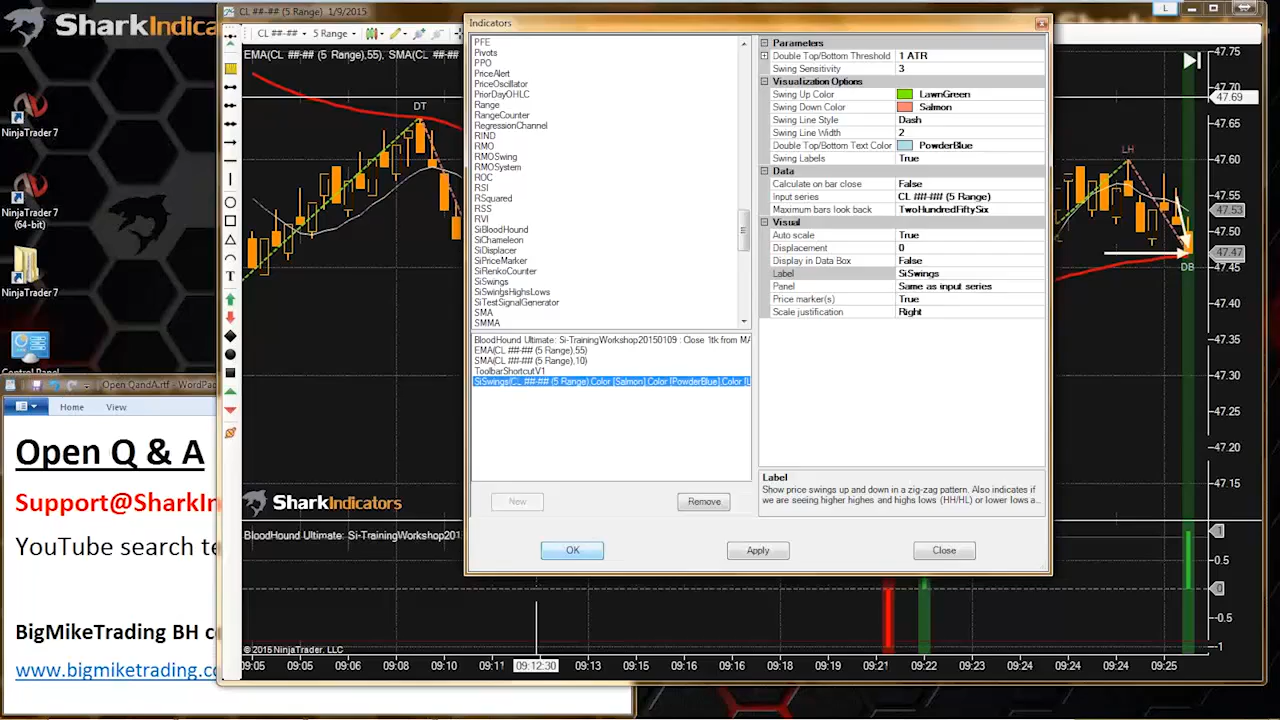 SharkIndica
NinjaTrader 7
NinjaTrader 7
(64-bit)
NinjaTrader 7
Control Panel
Open QandA.rtf - WordPa
Home
View
Open Q & A
Support@SharkIn
YouTube search te
BigMikeTrading BH c
www.bigmiketrading.co
CL ##-## (5 Range) 1/9/2015
CL ##-##
5 Range
EMA(CL ##-## (5 Range),55), SMA(CL ##-##
DT
T
SharkIndicators
BloodHound Ultimate: Si-TrainingWorkshop201
© 2015 NinjaTrader, LLC
09:05
09:05
09:06
09:08
09:10
09:11
09:12:30
09:13
09:15
09:16
09:16
09:18
09:19
09:21
09:22
09:23
09:24
09:24
09:24
09:25
Indicators
PFE
Pivots
PPO
PriceAlert
PriceOscillator
PriorDayOHLC
Range
RangeCounter
RegressionChannel
RIND
RMO
RMOSwing
RMOSystem
ROC
RSI
RSquared
RSS
RVI
SiBloodHound
SiChameleon
SiDisplacer
SiPriceMarker
SiRenkoCounter
SiSwings
SiSwingsHighsLows
SiTestSignalGenerator
SMA
SMMA
BloodHound Ultimate: Si-TrainingWorkshop20150109 : Close 1tk from MA
EMA(CL ##-## (5 Range),55)
SMA(CL ##-## (5 Range),10)
ToolbarShortcutV1
SiSwings(CL ##-## (5 Range),Color [Salmon],Color [PowderBlue],Color [L
New
Remove
OK
Apply
Close
Parameters
Double Top/Bottom Threshold 1 ATR
Swing Sensitivity 3
Visualization Options
Swing Up Color LawnGreen
Swing Down Color Salmon
Swing Line Style Dash
Swing Line Width 2
Double Top/Bottom Text Color PowderBlue
Swing Labels True
Data
Calculate on bar close False
Input series CL ##-## (5 Range)
Maximum bars look back TwoHundredFiftySix
Visual
Auto scale True
Displacement 0
Display in Data Box False
Label SiSwings
Panel Same as input series
Price marker(s) True
Scale justification Right
Label
Show price swings up and down in a zig-zag pattern. Also indicates if
we are seeing higher highes and highs lows (HH/HL) or lower lows a...
L
LH
DB
47.75
47.70
47.69
47.65
47.60
47.55
47.53
47.50
47.47
47.45
47.40
47.35
47.30
47.25
47.20
47.15
1
0.5
0
-0.5
-1